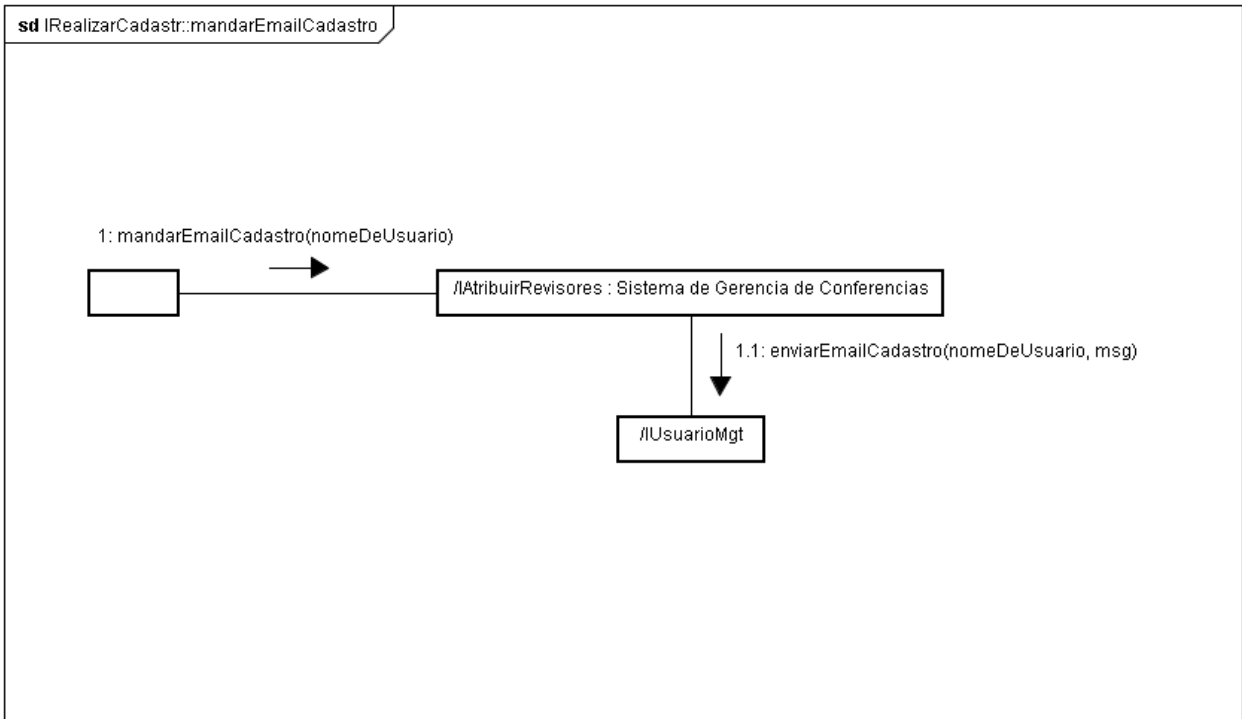 sd IRealizarCadastr::mandarEmailCadastro
1: mandarEmailCadastro(nomeDeUsuario)
/IAtribuirRevisores : Sistema de Gerencia de Conferencias
1.1: enviarEmailCadastro(nomeDeUsuario, msg)
/IUsuarioMgt